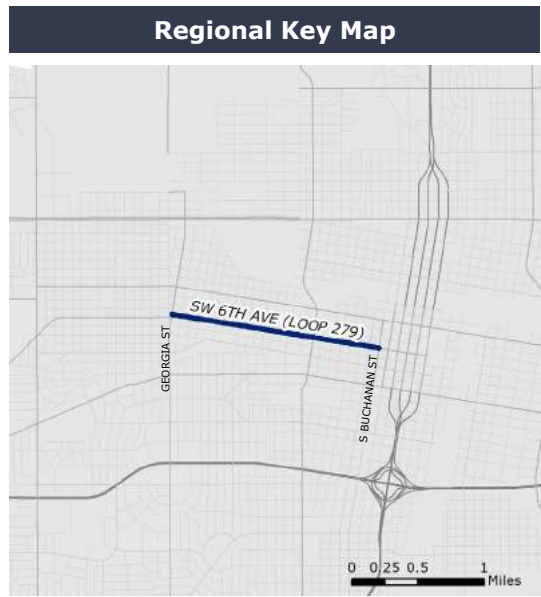 Regional Key Map
SW 6TH AVE (LOOP 279)
GEORGIA ST
S BUCHANAN ST
0 0.25 0.5 1
Miles